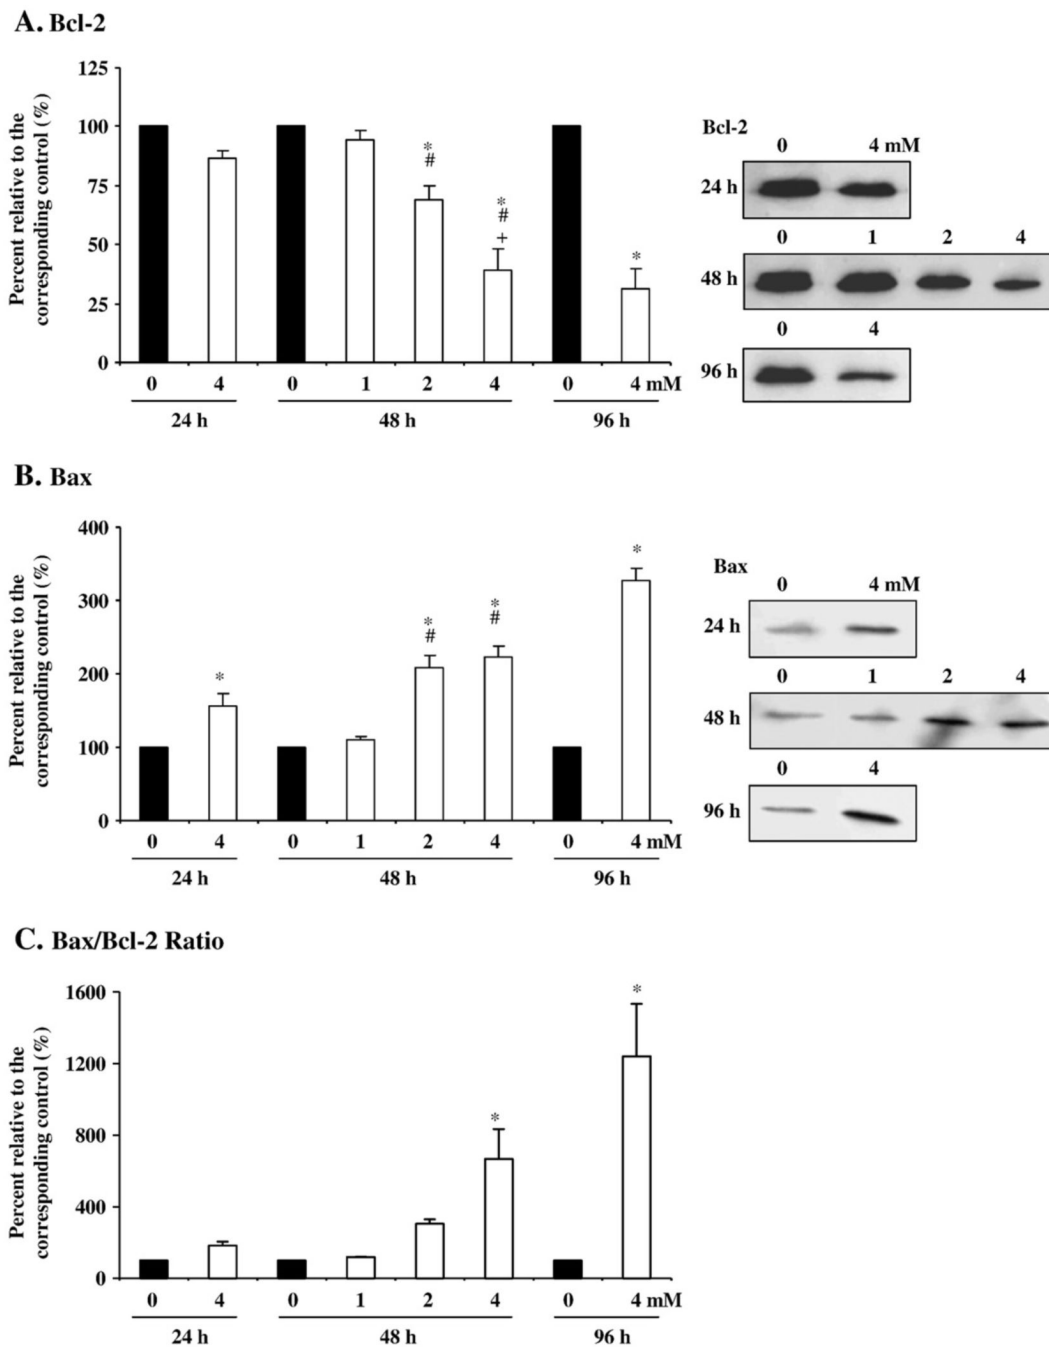 A. Bcl-2
Percent relative to the
corresponding control (%)
125
100
75
50
25
0
*
#
*
#
+
*
0 4 0 1 2 4 0 4 mM
24 h 48 h 96 h
Bcl-2
0 4 mM
24 h
0 1 2 4
48 h
0 4
96 h
B. Bax
Percent relative to the
corresponding control (%)
400
300
200
100
0
*
*
#
*
#
*
0 4 0 1 2 4 0 4 mM
24 h 48 h 96 h
Bax
0 4 mM
24 h
0 1 2 4
48 h
0 4
96 h
C. Bax/Bcl-2 Ratio
Percent relative to the
corresponding control (%)
1600
1200
800
400
0
*
*
0 4 0 1 2 4 0 4 mM
24 h 48 h 96 h